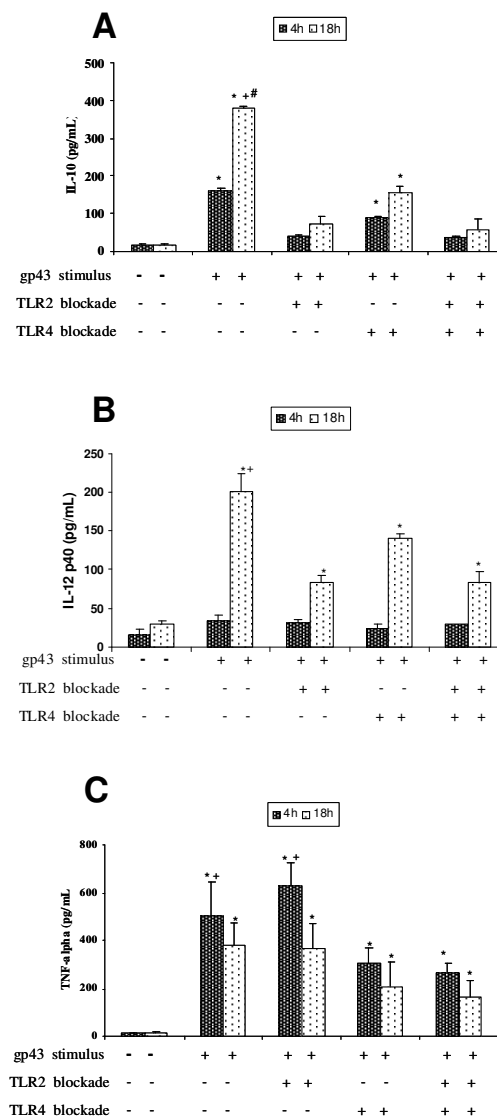 A
4h 18h
500
400
300
200
100
0
IL-10 (pg/mL)
* + #
*
*
*
gp43 stimulus - - + + + + + + + +
TLR2 blockade - - - - + + - - + +
TLR4 blockade - - - - - - + + + +
B
4h 18h
250
200
150
100
50
0
IL-12 p40 (pg/mL)
* +
*
*
*
gp43 stimulus - - + + + + + + + +
TLR2 blockade - - - - + + - - + +
TLR4 blockade - - - - - - + + + +
C
4h 18h
800
600
400
200
0
TNF-alpha (pg/mL
* +
*
* +
*
*
*
*
*
gp43 stimulus - - + + + + + + + +
TLR2 blockade - - - - + + - - + +
TLR4 blockade - - - - - - + + + +